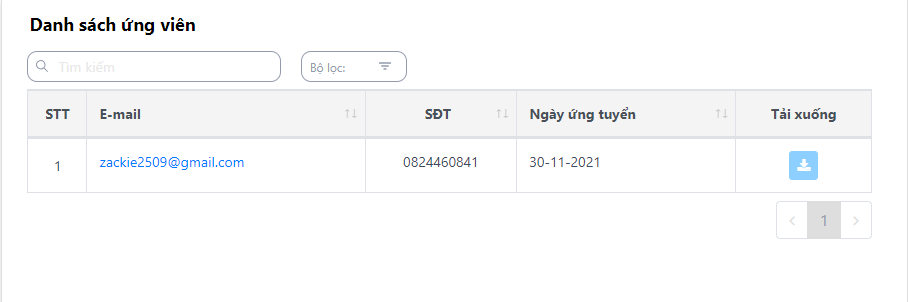 Danh sách ứng viên
Tìm kiếm
Bộ lọc:
STT E-mail SĐT Ngày ứng tuyển Tải xuống
1 zackie2509@gmail.com 0824460841 30-11-2021
1